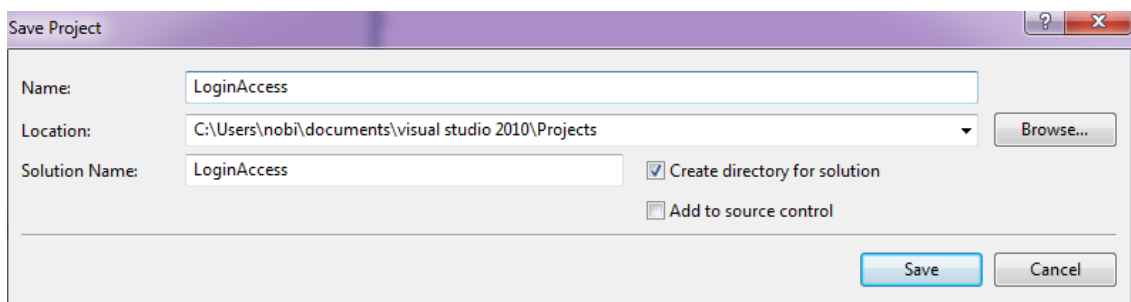 Save Project
Name: LoginAccess
Location: C:\Users\nobi\documents\visual studio 2010\Projects Browse...
Solution Name: LoginAccess Create directory for solution
Add to source control
Save Cancel